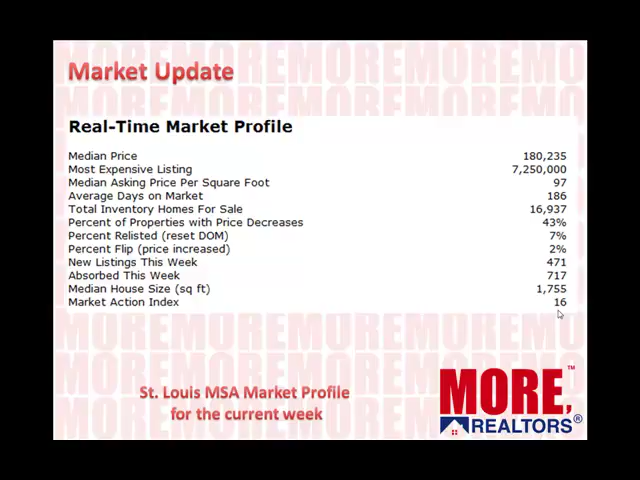 Market Update
Real-Time Market Profile
Median Price 180,235
Most Expensive Listing 7,250,000
Median Asking Price Per Square Foot 97
Average Days on Market 186
Total Inventory Homes For Sale 16,937
Percent of Properties with Price Decreases 43%
Percent Relisted (reset DOM) 7%
Percent Flip (price increased) 2%
New Listings This Week 471
Absorbed This Week 717
Median House Size (sq ft) 1,755
Market Action Index 16
St. Louis MSA Market Profile
for the current week
MORE,™
REALTORS®